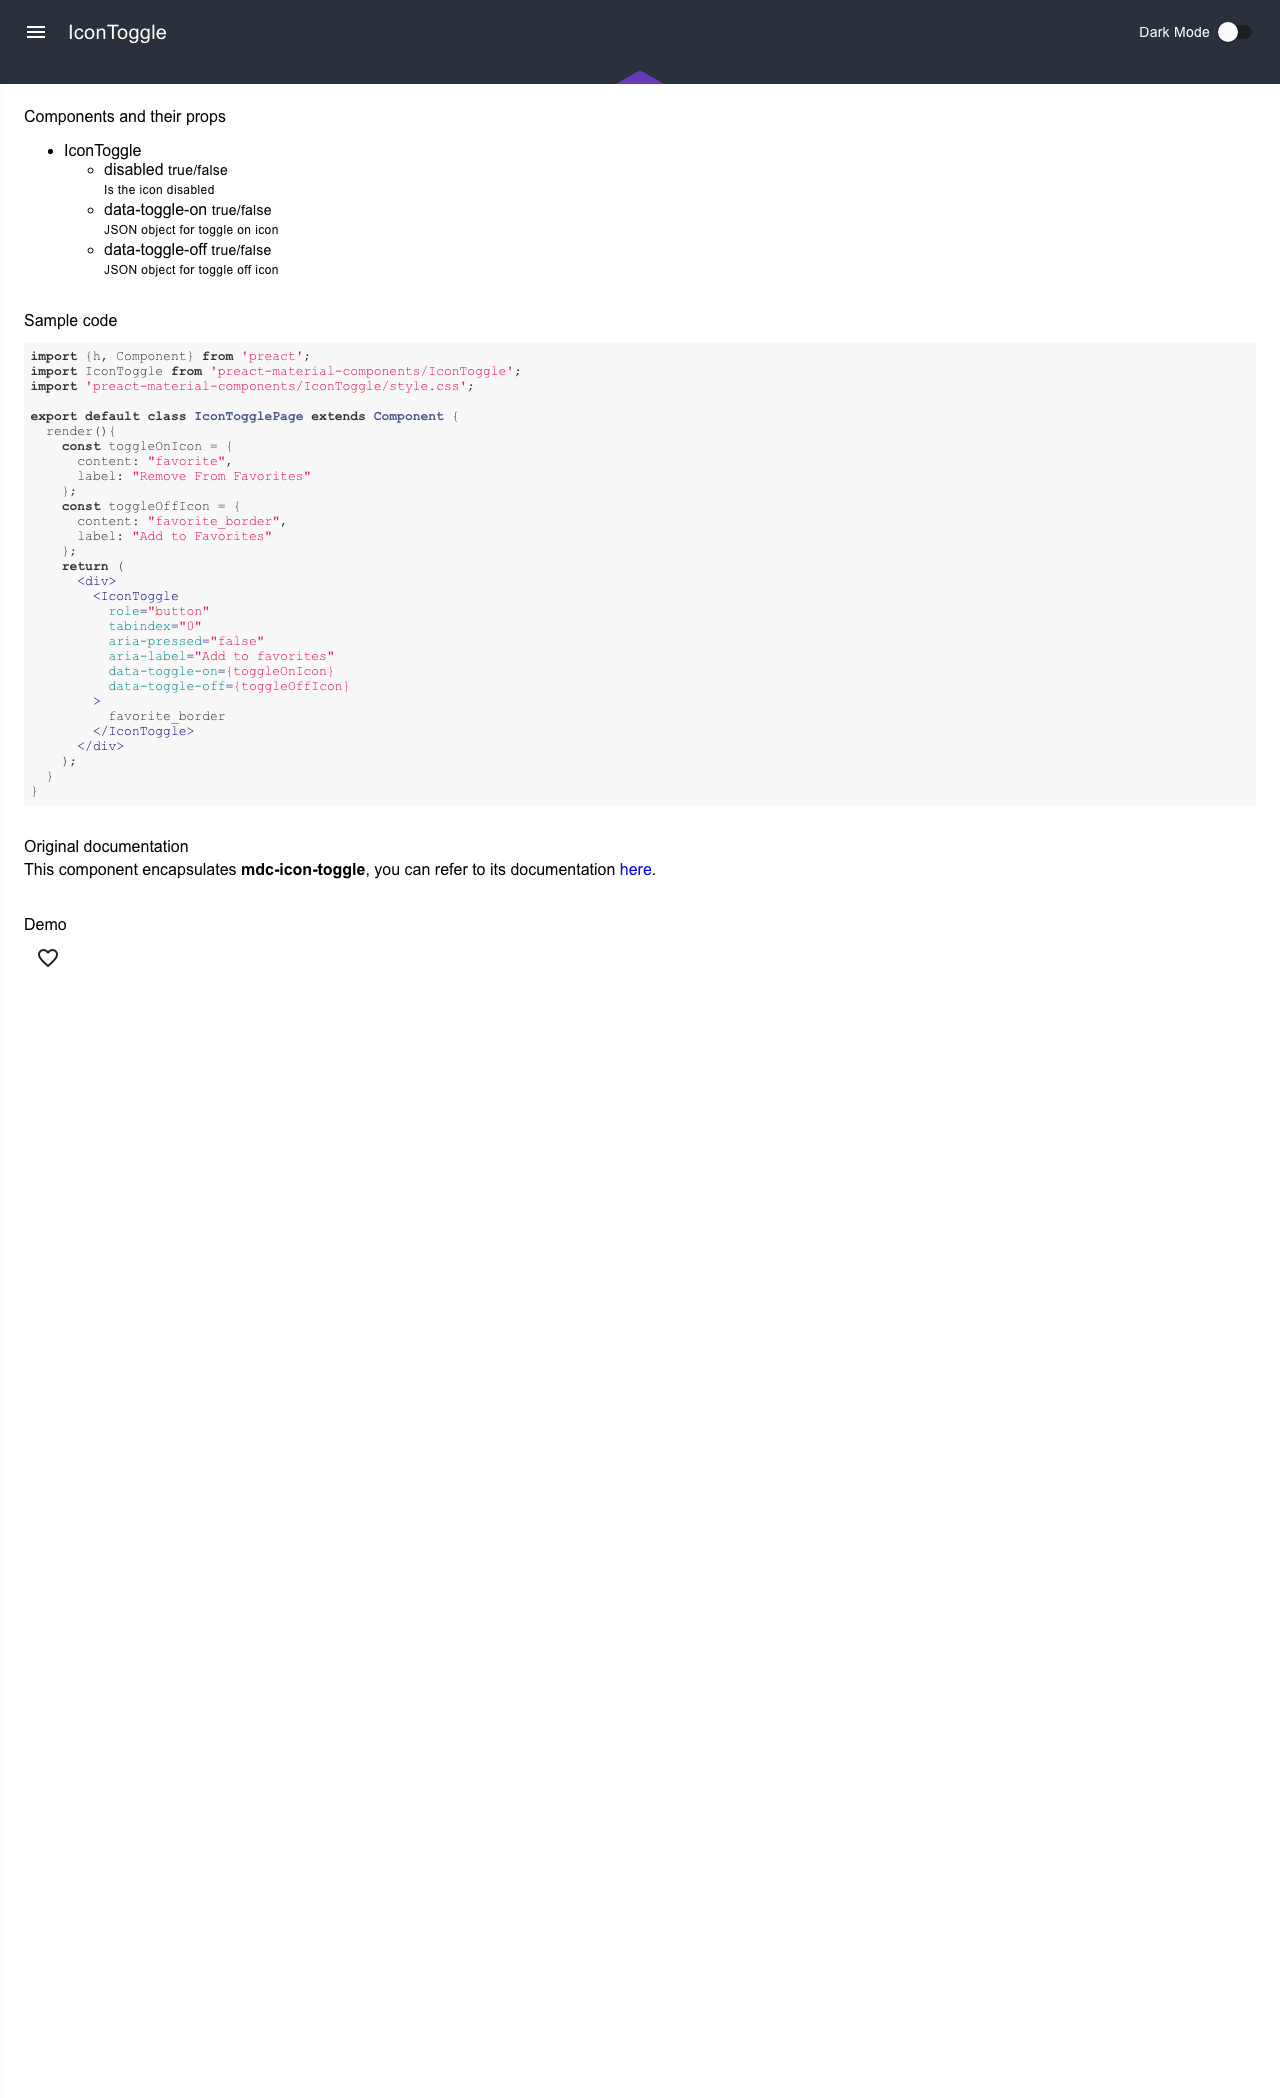 IconToggle
Dark Mode
Components and their props
IconToggle
disabled true/false
Is the icon disabled
data-toggle-on true/false
JSON object for toggle on icon
data-toggle-off true/false
JSON object for toggle off icon
Sample code
import {h, Component} from 'preact';
import IconToggle from 'preact-material-components/IconToggle';
import 'preact-material-components/IconToggle/style.css';
export default class IconTogglePage extends Component {
  render(){
    const toggleOnIcon = {
      content: "favorite",
      label: "Remove From Favorites"
    };
    const toggleOffIcon = {
      content: "favorite_border",
      label: "Add to Favorites"
    };
    return (
      <div>
        <IconToggle
          role="button"
          tabindex="0"
          aria-pressed="false"
          aria-label="Add to favorites"
          data-toggle-on={toggleOnIcon}
          data-toggle-off={toggleOffIcon}
        >
          favorite_border
        </IconToggle>
      </div>
    );
  }
}
Original documentation
This component encapsulates mdc-icon-toggle, you can refer to its documentation here.
Demo